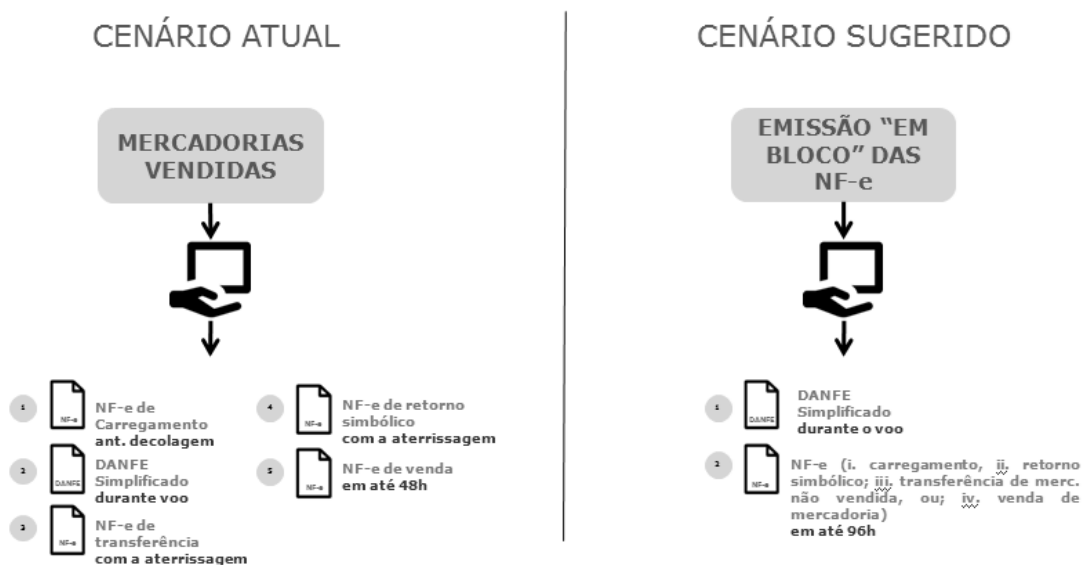 CENÁRIO ATUAL
MERCADORIAS
VENDIDAS
1
NF-e
NF-e de
Carregamento
ant. decolagem
2
DANFE
DANFE
Simplificado
durante voo
3
NF-e
NF-e de
transferência
com a aterrissagem
4
NF-e
NF-e de retorno
simbólico
com a aterrissagem
5
NF-e
NF-e de venda
em até 48h
CENÁRIO SUGERIDO
EMISSÃO “EM
BLOCO” DAS
NF-e
1
DANFE
DANFE
Simplificado
durante o voo
2
NF-e
NF-e (i. carregamento, ii. retorno
simbólico; iii. transferência de merc.
não vendida, ou; iv. venda de
mercadoria)
em até 96h